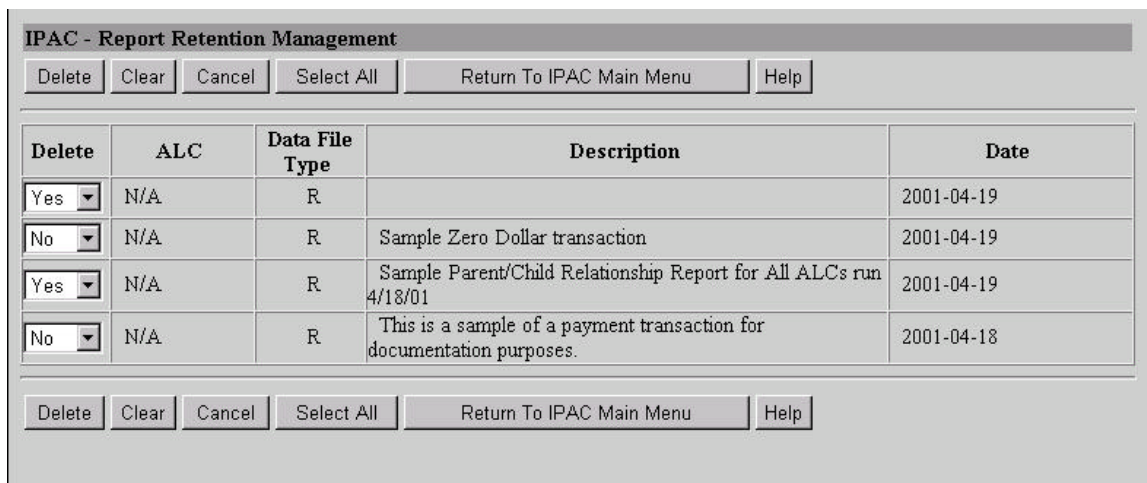 IPAC - Report Retention Management
Delete Clear Cancel Select All Return To IPAC Main Menu Help
Delete ALC Data File Type Description Date
Yes N/A R 2001-04-19
No N/A R Sample Zero Dollar transaction 2001-04-19
Yes N/A R Sample Parent/Child Relationship Report for All ALCs run
4/18/01 2001-04-19
No N/A R This is a sample of a payment transaction for
documentation purposes. 2001-04-18
Delete Clear Cancel Select All Return To IPAC Main Menu Help